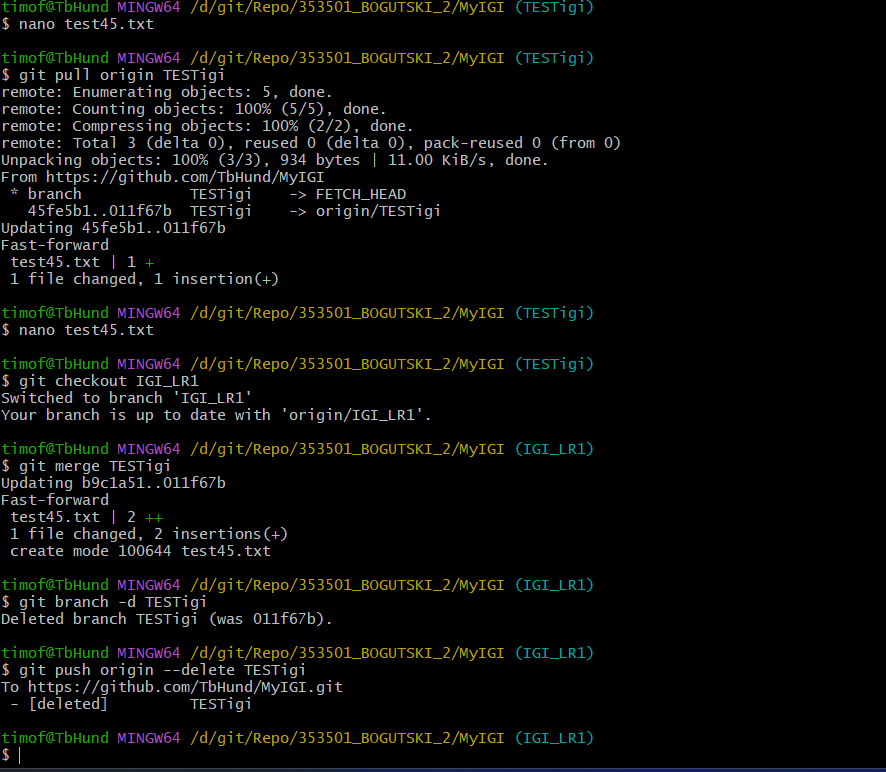 timof@TbHund MINGW64 /d/git/Repo/353501_BOGUTSKI_2/MyIGI (TESTigi)
$ nano test45.txt
timof@TbHund MINGW64 /d/git/Repo/353501_BOGUTSKI_2/MyIGI (TESTigi)
$ git pull origin TESTigi
remote: Enumerating objects: 5, done.
remote: Counting objects: 100% (5/5), done.
remote: Compressing objects: 100% (2/2), done.
remote: Total 3 (delta 0), reused 0 (delta 0), pack-reused 0 (from 0)
Unpacking objects: 100% (3/3), 934 bytes | 11.00 KiB/s, done.
From https://github.com/TbHund/MyIGI
 * branch            TESTigi    -> FETCH_HEAD
   45fe5b1..011f67b  TESTigi    -> origin/TESTigi
Updating 45fe5b1..011f67b
Fast-forward
 test45.txt | 1 +
 1 file changed, 1 insertion(+)
timof@TbHund MINGW64 /d/git/Repo/353501_BOGUTSKI_2/MyIGI (TESTigi)
$ nano test45.txt
timof@TbHund MINGW64 /d/git/Repo/353501_BOGUTSKI_2/MyIGI (TESTigi)
$ git checkout IGI_LR1
Switched to branch 'IGI_LR1'
Your branch is up to date with 'origin/IGI_LR1'.
timof@TbHund MINGW64 /d/git/Repo/353501_BOGUTSKI_2/MyIGI (IGI_LR1)
$ git merge TESTigi
Updating b9c1a51..011f67b
Fast-forward
 test45.txt | 2 ++
 1 file changed, 2 insertions(+)
 create mode 100644 test45.txt
timof@TbHund MINGW64 /d/git/Repo/353501_BOGUTSKI_2/MyIGI (IGI_LR1)
$ git branch -d TESTigi
Deleted branch TESTigi (was 011f67b).
timof@TbHund MINGW64 /d/git/Repo/353501_BOGUTSKI_2/MyIGI (IGI_LR1)
$ git push origin --delete TESTigi
To https://github.com/TbHund/MyIGI.git
 - [deleted]         TESTigi
timof@TbHund MINGW64 /d/git/Repo/353501_BOGUTSKI_2/MyIGI (IGI_LR1)
$